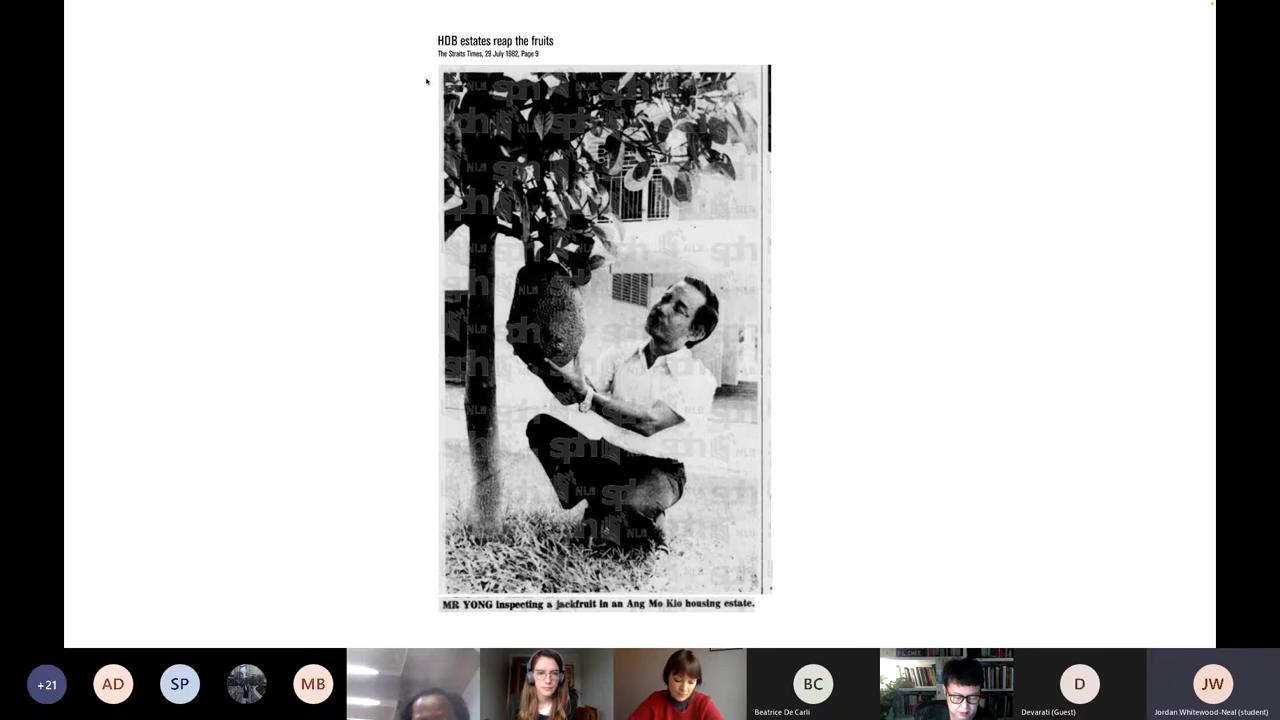 HDB estates reap the fruits
The Straits Times, 29 July 1982, Page 9
MR YONG inspecting a jackfruit in an Ang Mo Kio housing estate.
+21
AD
SP
MB
BC
D
JW
Beatrice De Carli
Devarati (Guest)
Jordan Whitewood-Neal (student)